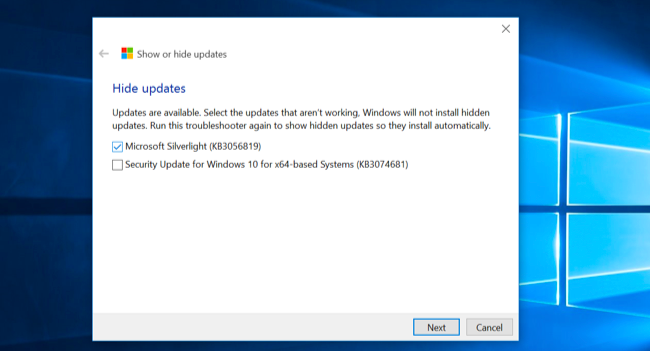 Show or hide updates
Hide updates
Updates are available. Select the updates that aren't working, Windows will not install hidden
updates. Run this troubleshooter again to show hidden updates so they install automatically.
Microsoft Silverlight (KB3056819)
Security Update for Windows 10 for x64-based Systems (KB3074681)
Next
Cancel